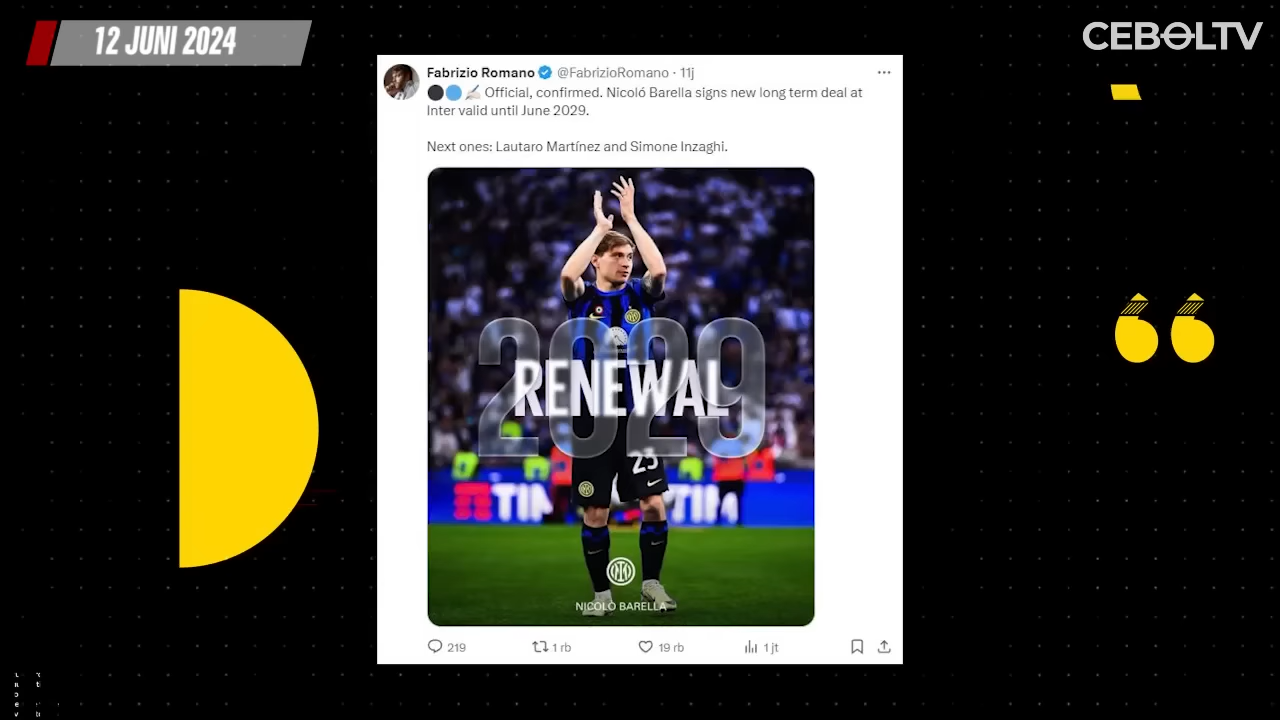 12 JUNI 2024
CEBOLTV
Fabrizio Romano @FabrizioRomano · 11j
Official, confirmed. Nicoló Barella signs new long term deal at
Inter valid until June 2029.
Next ones: Lautaro Martínez and Simone Inzaghi.
2029
RENEWAL
23
TIM
TIM
NICOLÒ BARELLA
219
1 rb
19 rb
1 jt